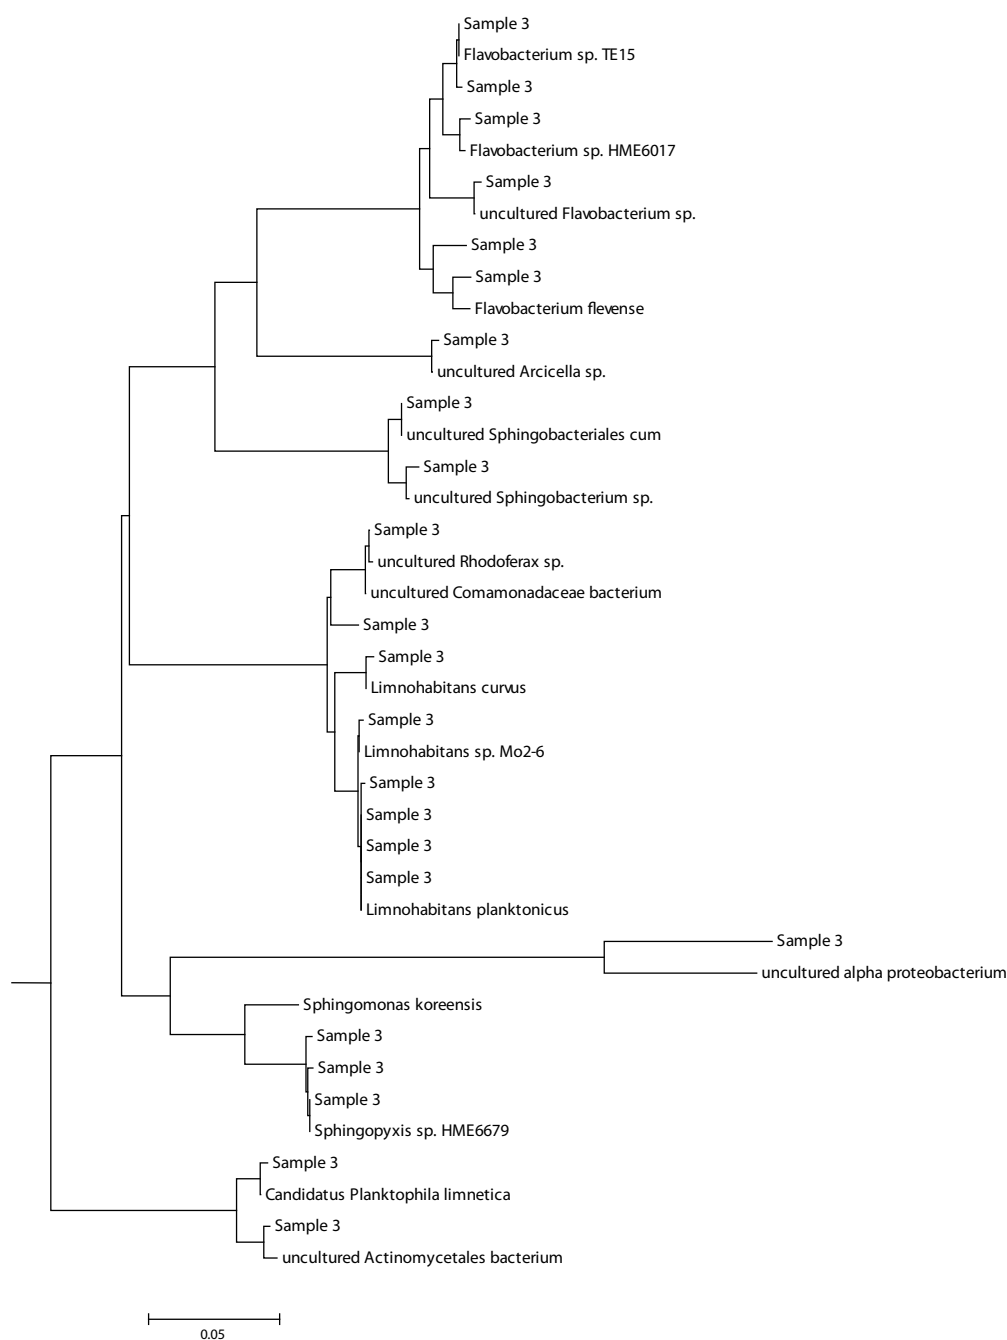 Sample 3
Flavobacterium sp. TE15
Sample 3
Sample 3
Flavobacterium sp. HME6017
Sample 3
uncultured Flavobacterium sp.
Sample 3
Sample 3
Flavobacterium flevense
Sample 3
uncultured Arcicella sp.
Sample 3
uncultured Sphingobacteriales cum
Sample 3
uncultured Sphingobacterium sp.
Sample 3
uncultured Rhodoferax sp.
uncultured Comamonadaceae bacterium
Sample 3
Sample 3
Limnohabitans curvus
Sample 3
Limnohabitans sp. Mo2-6
Sample 3
Sample 3
Sample 3
Sample 3
Limnohabitans planktonicus
Sample 3
uncultured alpha proteobacterium
Sphingomonas koreensis
Sample 3
Sample 3
Sample 3
Sphingopyxis sp. HME6679
Sample 3
Candidatus Planktophila limnetica
Sample 3
uncultured Actinomycetales bacterium
0.05